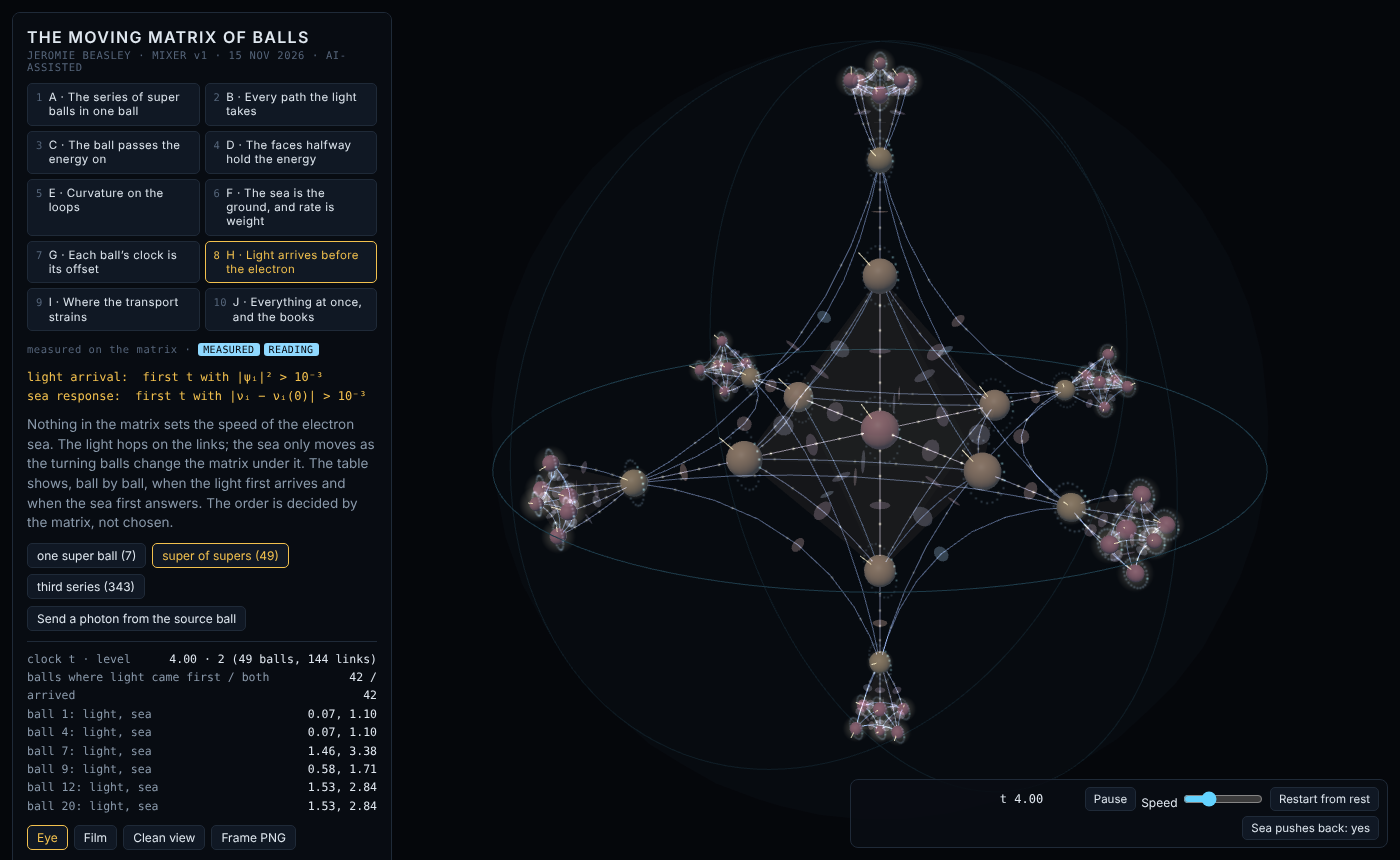 THE MOVING MATRIX OF BALLS
JEROMIE BEASLEY · MIXER v1 · 15 NOV 2026 · AI-
ASSISTED
1 A · The series of super
balls in one ball
2 B · Every path the light
takes
3 C · The ball passes the
energy on
4 D · The faces halfway
hold the energy
5 E · Curvature on the
loops
6 F · The sea is the
ground, and rate is
weight
7 G · Each ball’s clock is
its offset
8 H · Light arrives before
the electron
9 I · Where the transport
strains
10 J · Everything at once,
and the books
measured on the matrix · MEASURED READING
light arrival: first t with |ψᵢ|² > 10⁻³
sea response: first t with |νᵢ − νᵢ(0)| > 10⁻³
Nothing in the matrix sets the speed of the electron
sea. The light hops on the links; the sea only moves as
the turning balls change the matrix under it. The table
shows, ball by ball, when the light first arrives and
when the sea first answers. The order is decided by
the matrix, not chosen.
one super ball (7) super of supers (49)
third series (343)
Send a photon from the source ball
clock t · level 4.00 · 2 (49 balls, 144 links)
balls where light came first / both 42 /
arrived 42
ball 1: light, sea 0.07, 1.10
ball 4: light, sea 0.07, 1.10
ball 7: light, sea 1.46, 3.38
ball 9: light, sea 0.58, 1.71
ball 12: light, sea 1.53, 2.84
ball 20: light, sea 1.53, 2.84
Eye Film Clean view Frame PNG
t 4.00 Pause Speed Restart from rest
Sea pushes back: yes